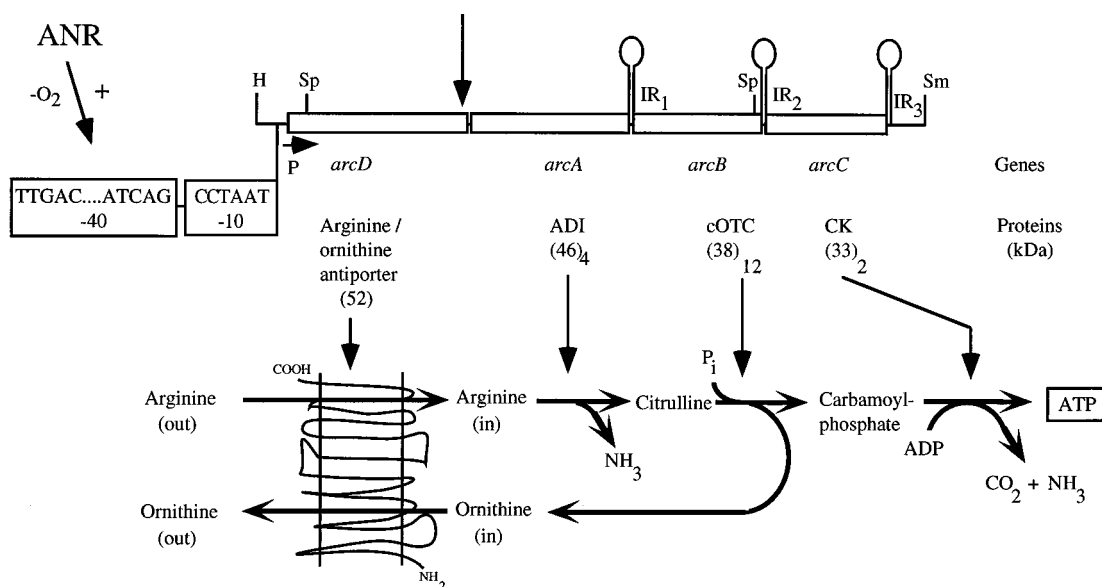 ANR
-O2 +
H Sp IR1 Sp IR2 IR3 Sm
P
arcD arcA arcB arcC Genes
TTGAC....ATCAG CCTAAT
-40 -10
Arginine / ADI cOTC CK Proteins
ornithine (46)4 (38)12 (33)2 (kDa)
antiporter
(52)
COOH Pi
Arginine Arginine Citrulline Carbamoyl- ATP
(out) (in) phosphate
ADP
NH3
CO2 + NH3
Ornithine Ornithine
(out) (in)
NH2